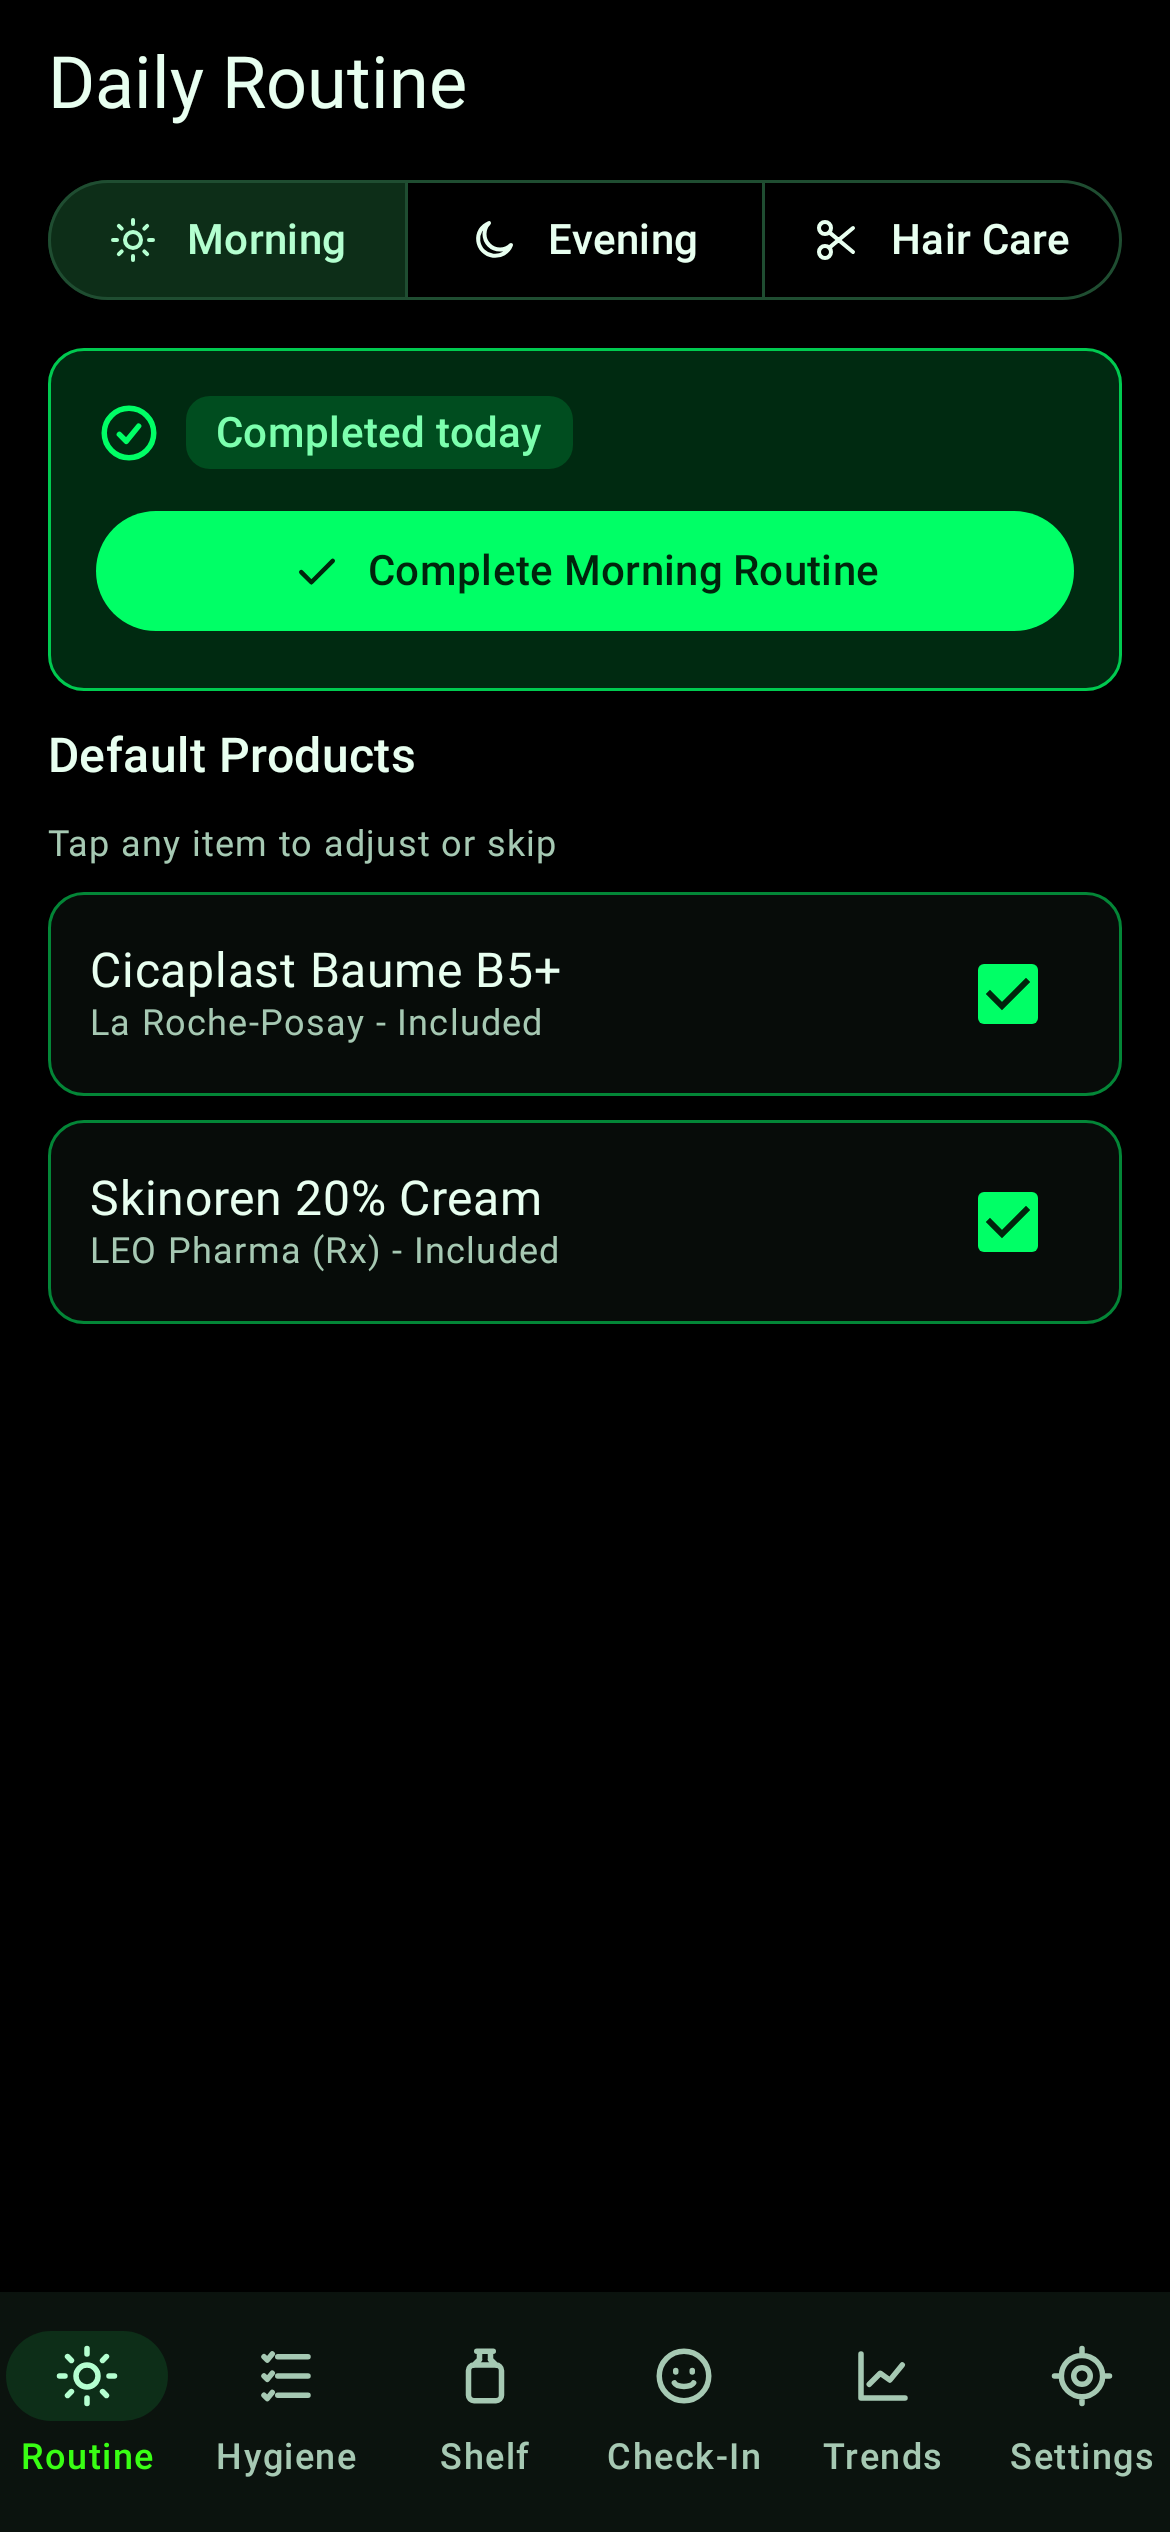 Daily Routine
Morning
Evening
Hair Care
Completed today
Complete Morning Routine
Default Products
Tap any item to adjust or skip
Cicaplast Baume B5+
La Roche-Posay - Included
Skinoren 20% Cream
LEO Pharma (Rx) - Included
Routine
Hygiene
Shelf
Check-In
Trends
Settings